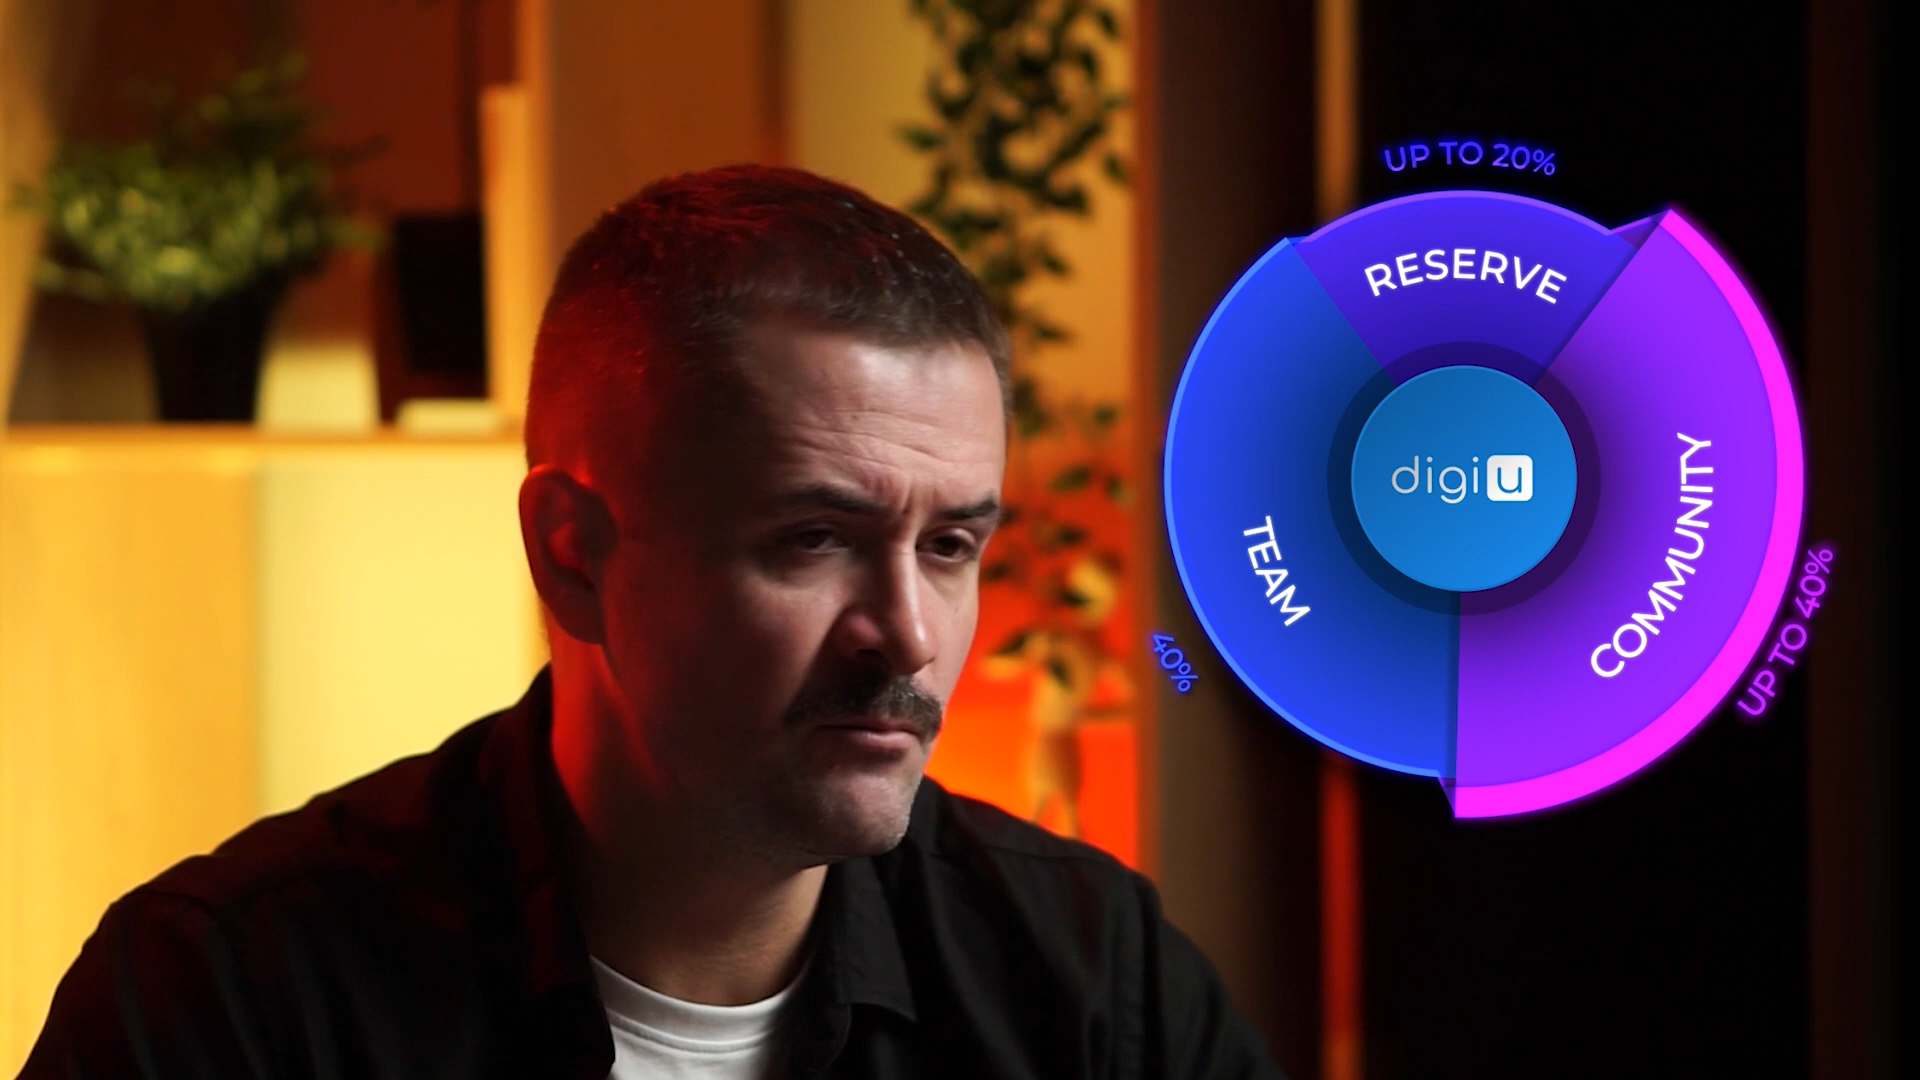 UP TO 20%
RESERVE
digiu
COMMUNITY
TEAM
UP TO 40%
40%